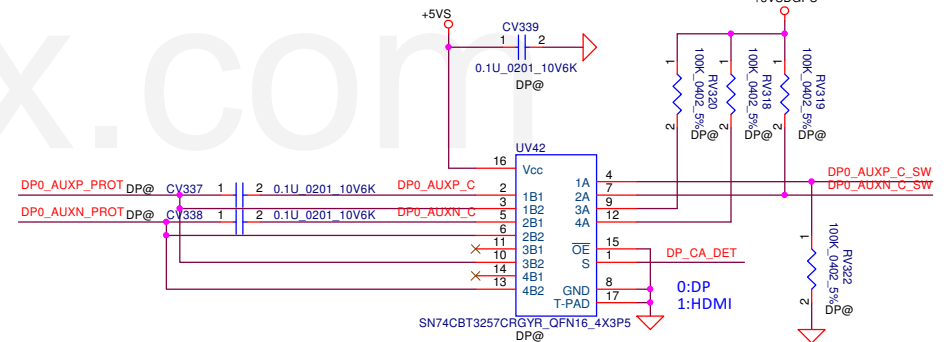 x.com
+5VS
CV339
1 2
0.1U_0201_10V6K
DP@
1
100K_0402_5%
RV320
2
DP@
1
100K_0402_5%
RV318
2
DP@
1
100K_0402_5%
RV319
2
DP@
UV42
16 Vcc
DP0_AUXP_PROT DP@ CV337 1 2 0.1U_0201_10V6K DP0_AUXP_C 2 1B1
3 1B2
DP0_AUXN_PROT DP@ CV338 1 2 0.1U_0201_10V6K DP0_AUXN_C 5 2B1
6 2B2
11 3B1
10 3B2
14 4B1
13 4B2
1A 4 DP0_AUXP_C_SW
2A 7 DP0_AUXN_C_SW
3A 9
4A 12
OE 15
S 1 DP_CA_DET
GND 8
T-PAD 17
0:DP
1:HDMI
1
100K_0402_5%
RV322
2
DP@
SN74CBT3257CRGYR_QFN16_4X3P5
DP@